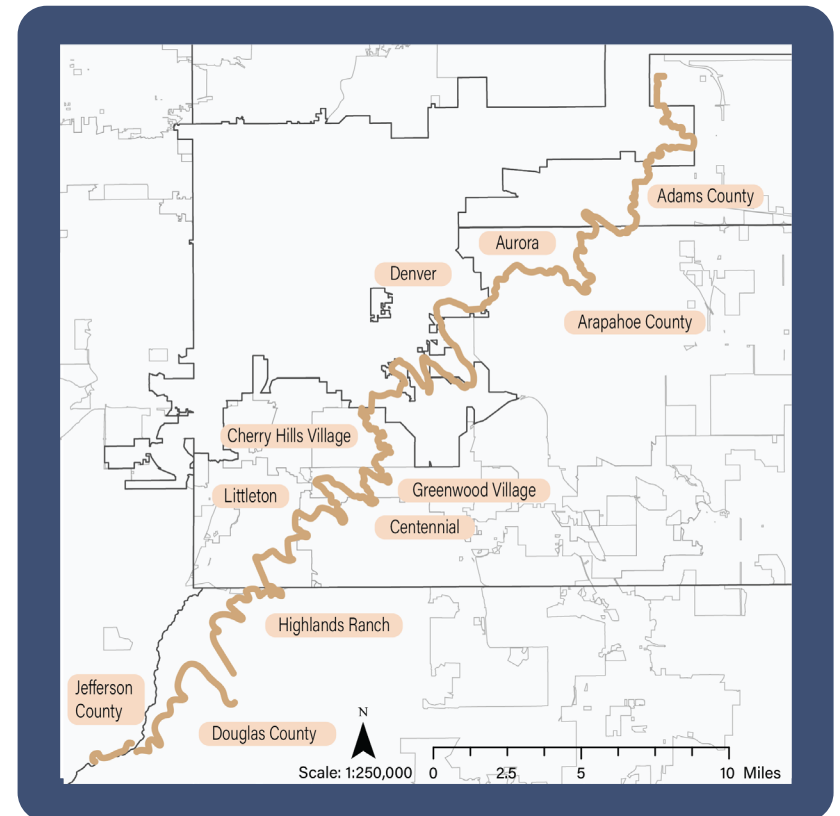 Adams County
Aurora
Denver
Arapahoe County
Cherry Hills Village
Greenwood Village
Littleton
Centennial
Highlands Ranch
Jefferson
County
Douglas County
N
Scale: 1:250,000
0 2.5 5 10 Miles